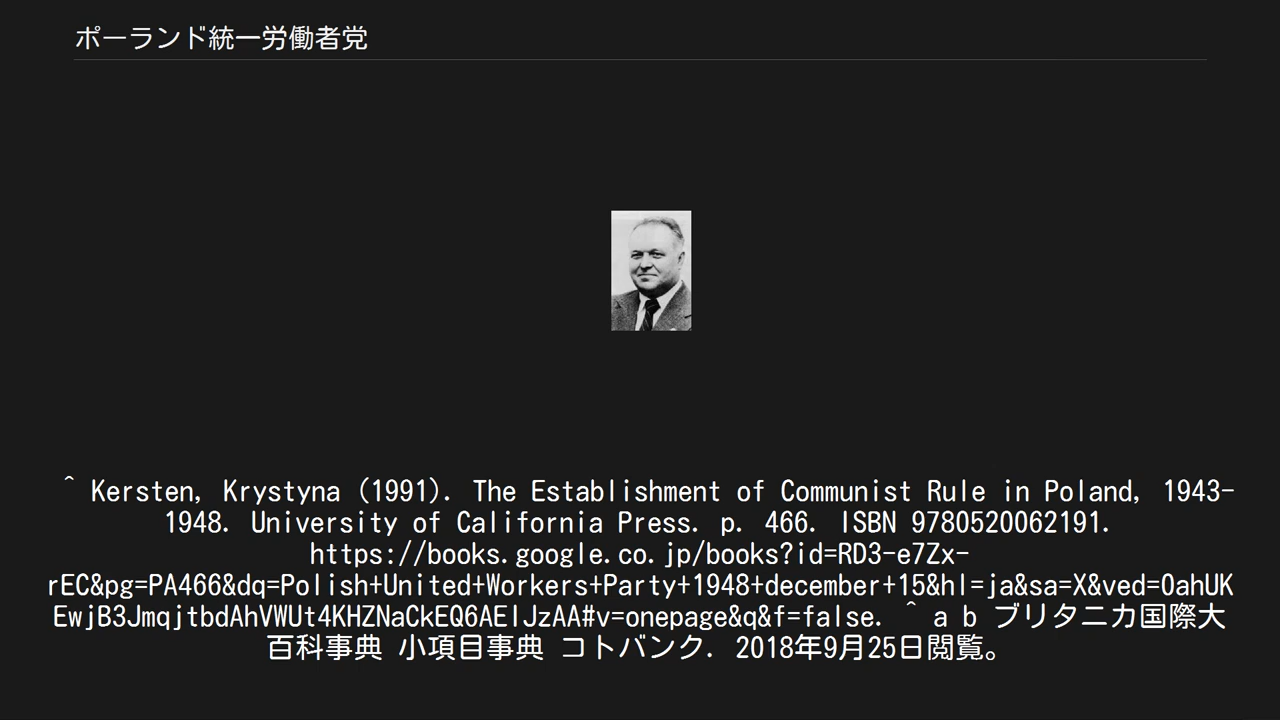 ポーランド統一労働者党
^ Kersten, Krystyna (1991). The Establishment of Communist Rule in Poland, 1943-
1948. University of California Press. p. 466. ISBN 9780520062191.
https://books.google.co.jp/books?id=RD3-e7Zx-
rEC&pg=PA466&dq=Polish+United+Workers+Party+1948+december+15&hl=ja&sa=X&ved=0ahUK
EwjB3JmqjtbdAhVWUt4KHZNaCkEQ6AEIJzAA#v=onepage&q&f=false. ^ a b ブリタニカ国際大
百科事典 小項目事典 コトバンク. 2018年9月25日閲覧。